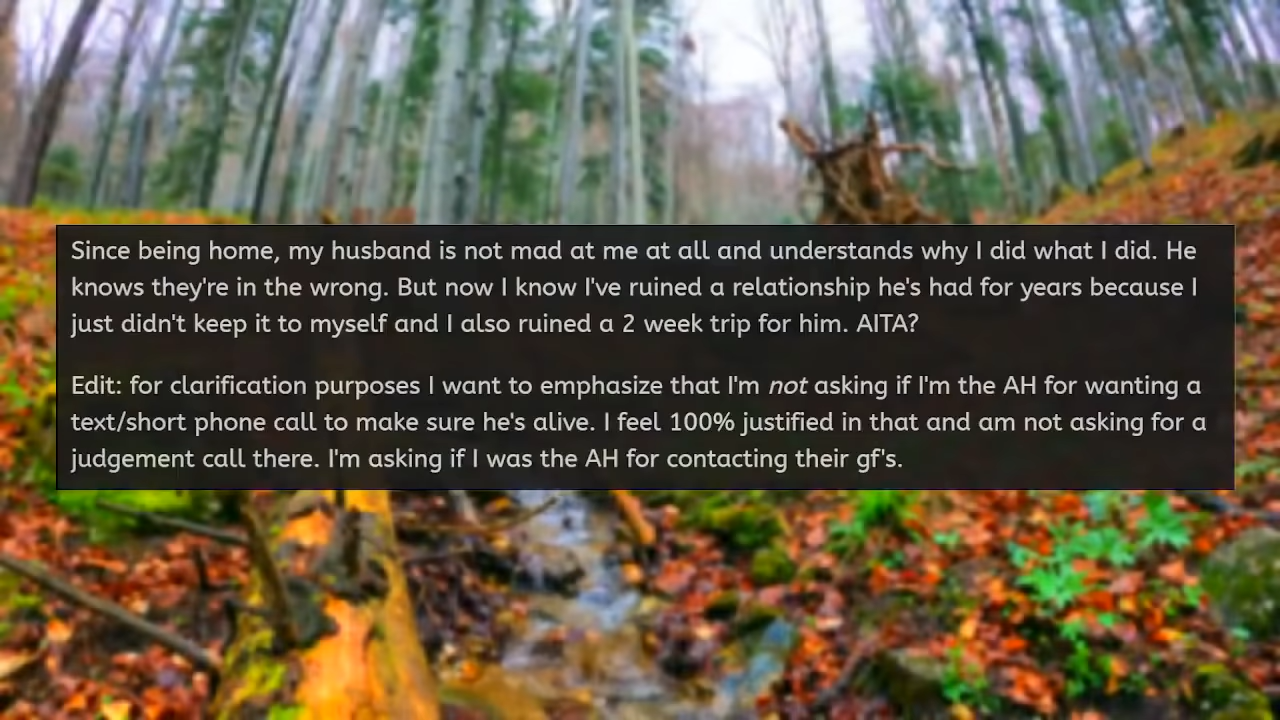 Since being home, my husband is not mad at me at all and understands why I did what I did. He
knows they're in the wrong. But now I know I've ruined a relationship he's had for years because I
just didn't keep it to myself and I also ruined a 2 week trip for him. AITA?
Edit: for clarification purposes I want to emphasize that I'm not asking if I'm the AH for wanting a
text/short phone call to make sure he's alive. I feel 100% justified in that and am not asking for a
judgement call there. I'm asking if I was the AH for contacting their gf's.